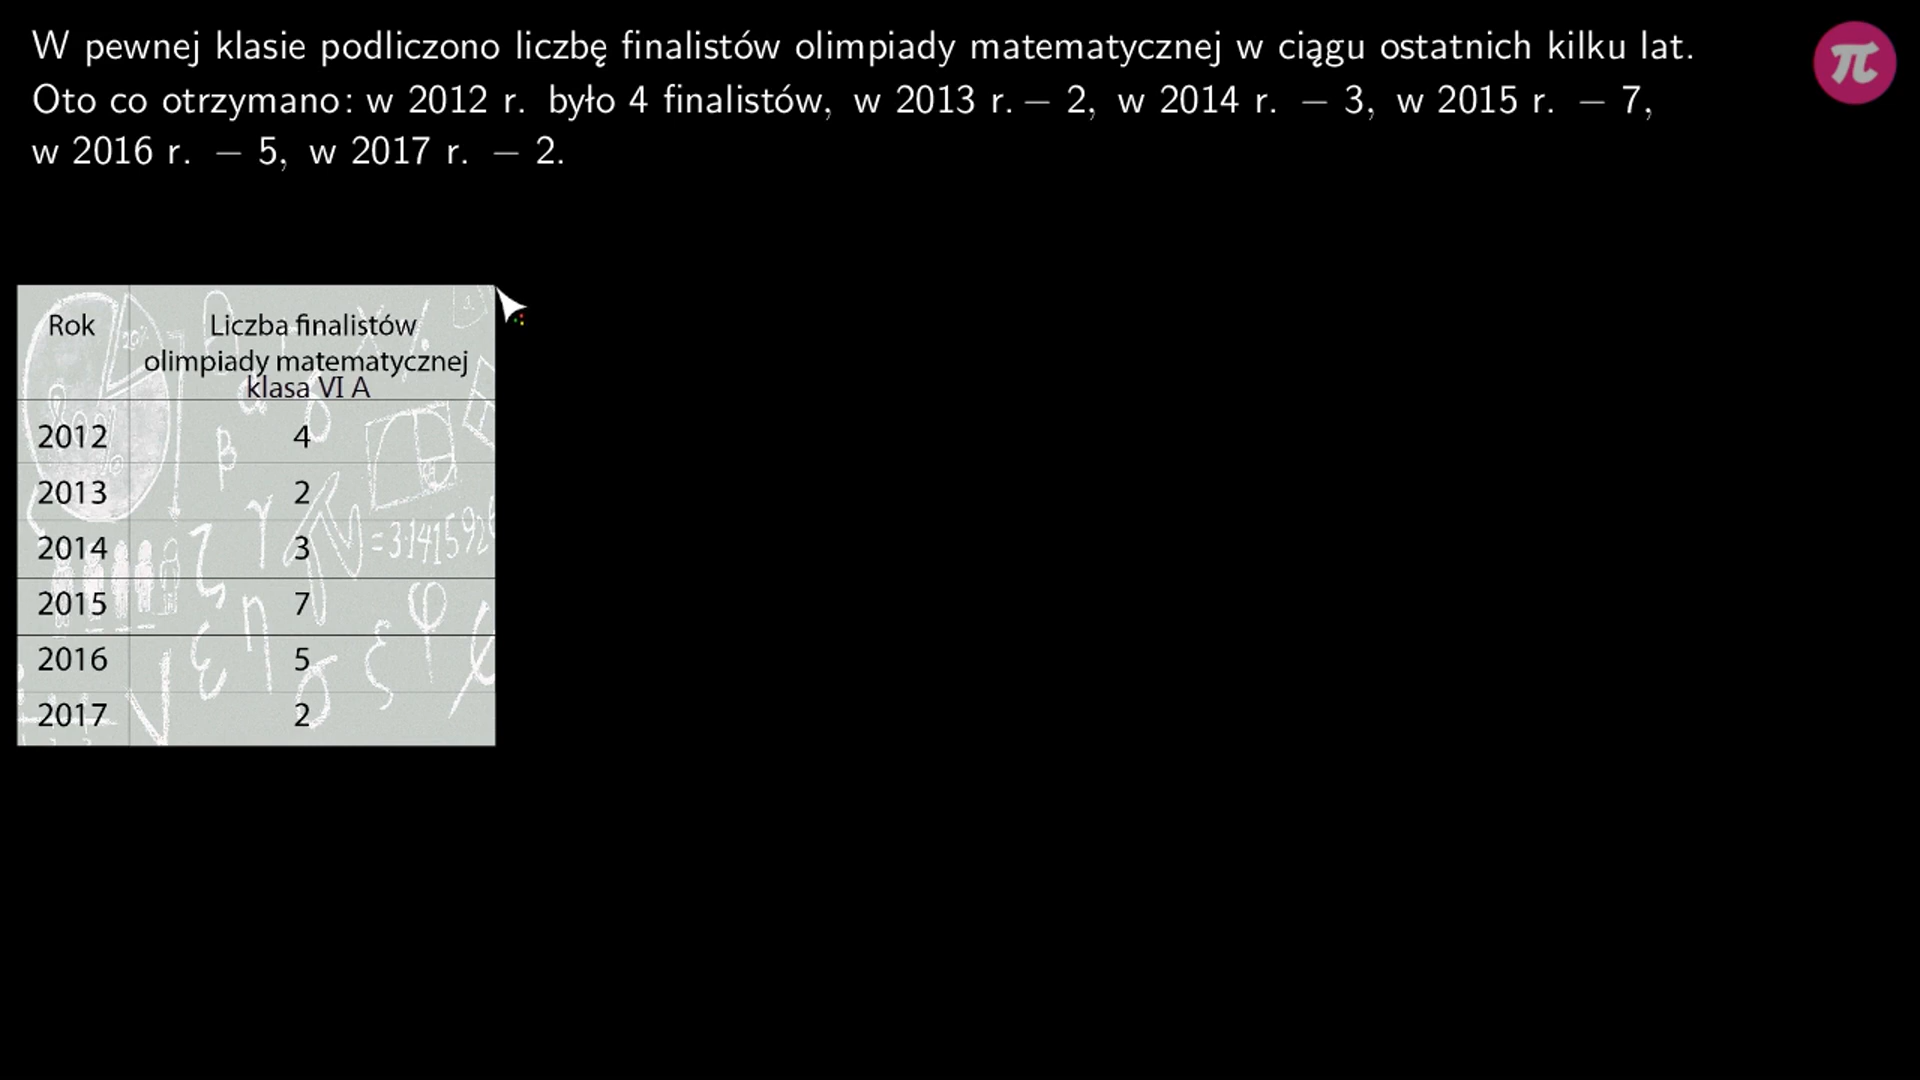 W pewnej klasie podliczono liczbę finalistów olimpiady matematycznej w ciągu ostatnich kilku lat.
Oto co otrzymano: w 2012 r. było 4 finalistów, w 2013 r. – 2, w 2014 r. – 3, w 2015 r. – 7,
w 2016 r. – 5, w 2017 r. – 2.
π
Rok Liczba finalistów
olimpiady matematycznej
klasa VI A
2012 4
2013 2
2014 3
2015 7
2016 5
2017 2